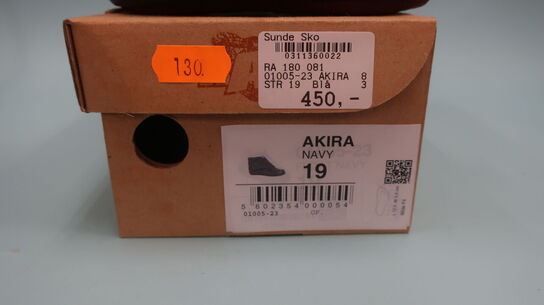 130.
Sunde Sko
0311360022
RA 180 081
01005-23 AKIRA 8
STR 19 Blå 3
450,-
AKIRA
NAVY
19
5 602354 000054
01005-23